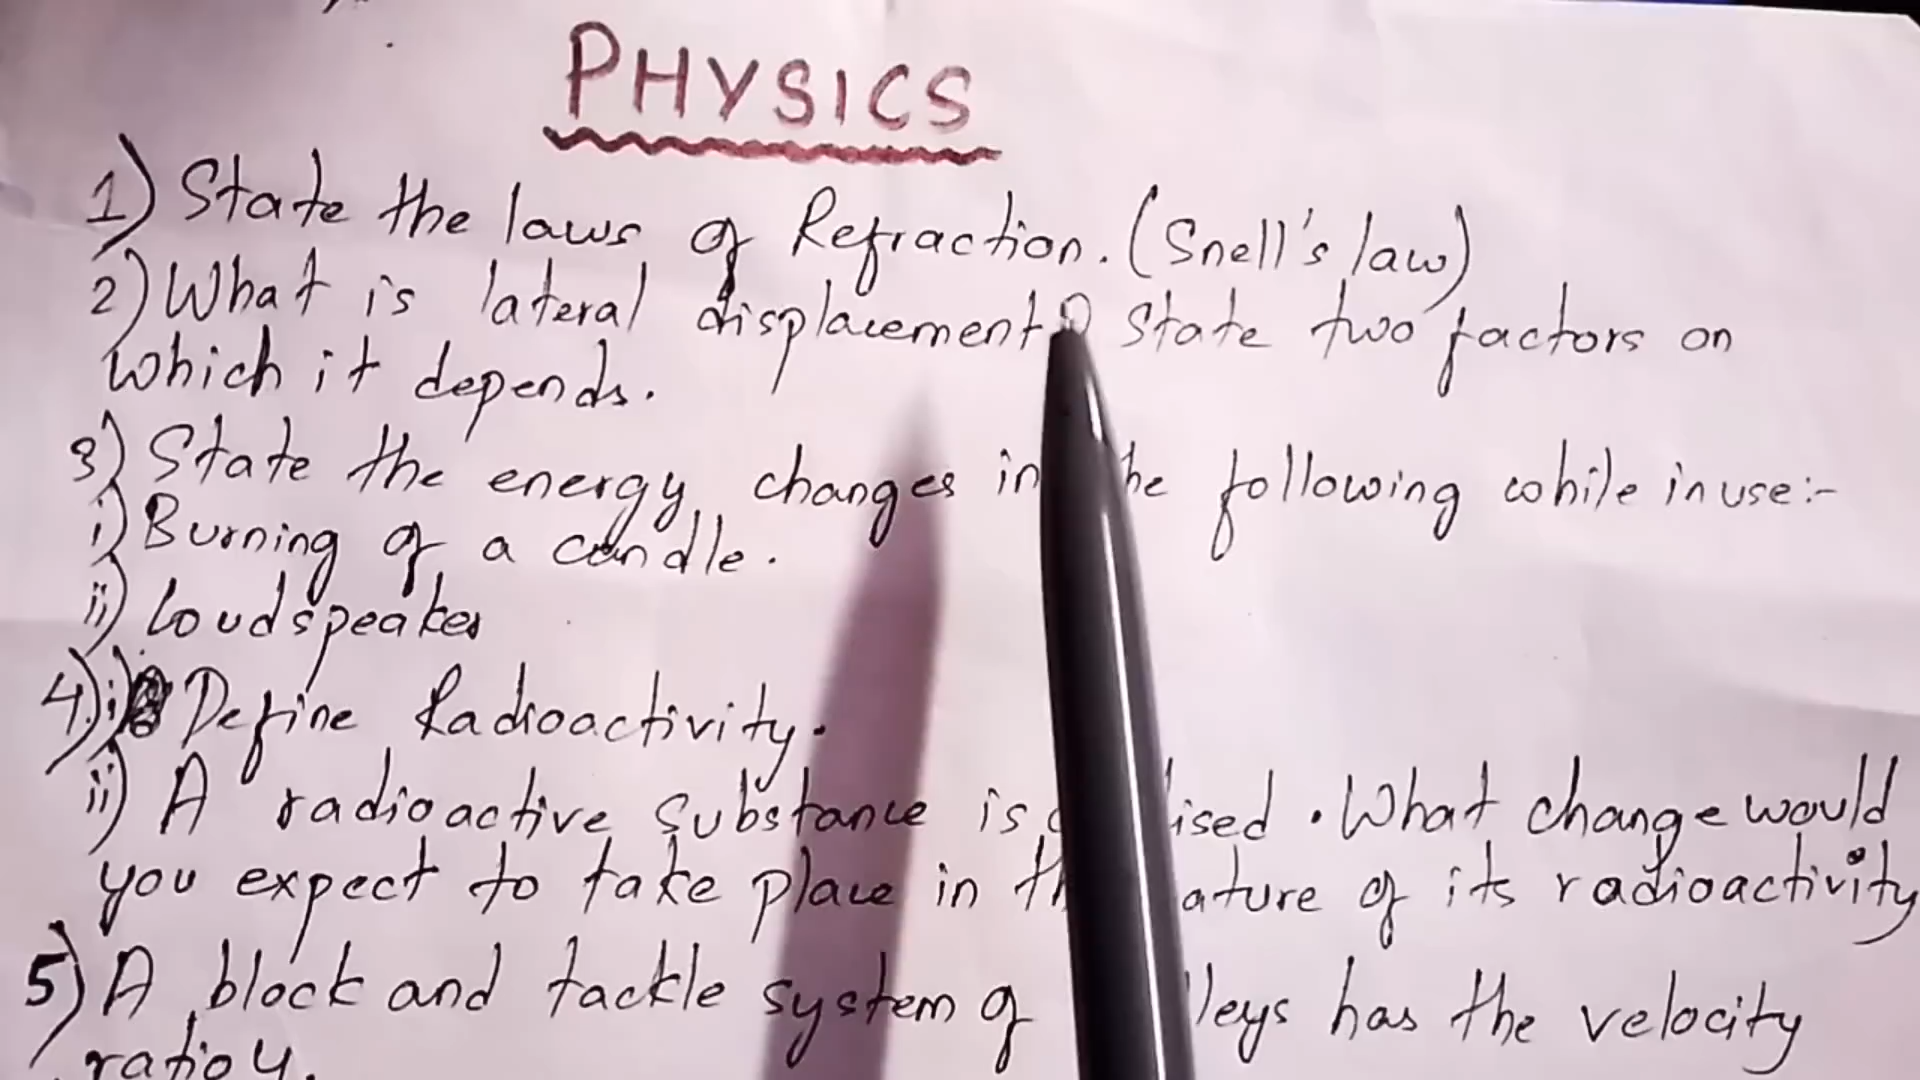 PHYSICS
1) State the laws of Refraction. (Snell's law)
2) What is lateral displacement? State two factors on
which it depends.
3) State the energy changes in he following while in use:-
i) Burning of a candle.
ii) Loudspeaker
4) i) Define Radioactivity.
ii) A radioactive substance is ised. What change would
you expect to take place in th ature of its radioactivity
5) A block and tackle system of lleys has the velocity
ratio 4.